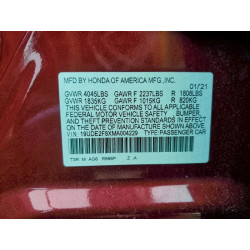 MFD. BY HONDA OF AMERICA MFG., INC.
01/21
GVWR 4045LBS GAWR F 2237LBS R 1808LBS
GVWR 1835KG GAWR F 1015KG R 820KG
THIS VEHICLE CONFORMS TO ALL APPLICABLE
FEDERAL MOTOR VEHICLE SAFETY, BUMPER,
AND THEFT PREVENTION STANDARDS IN EFFECT ON
THE DATE OF MANUFACTURE SHOWN ABOVE.
VIN: 19UDE2F8XMA004229 TYPE: PASSENGER CAR
Z A